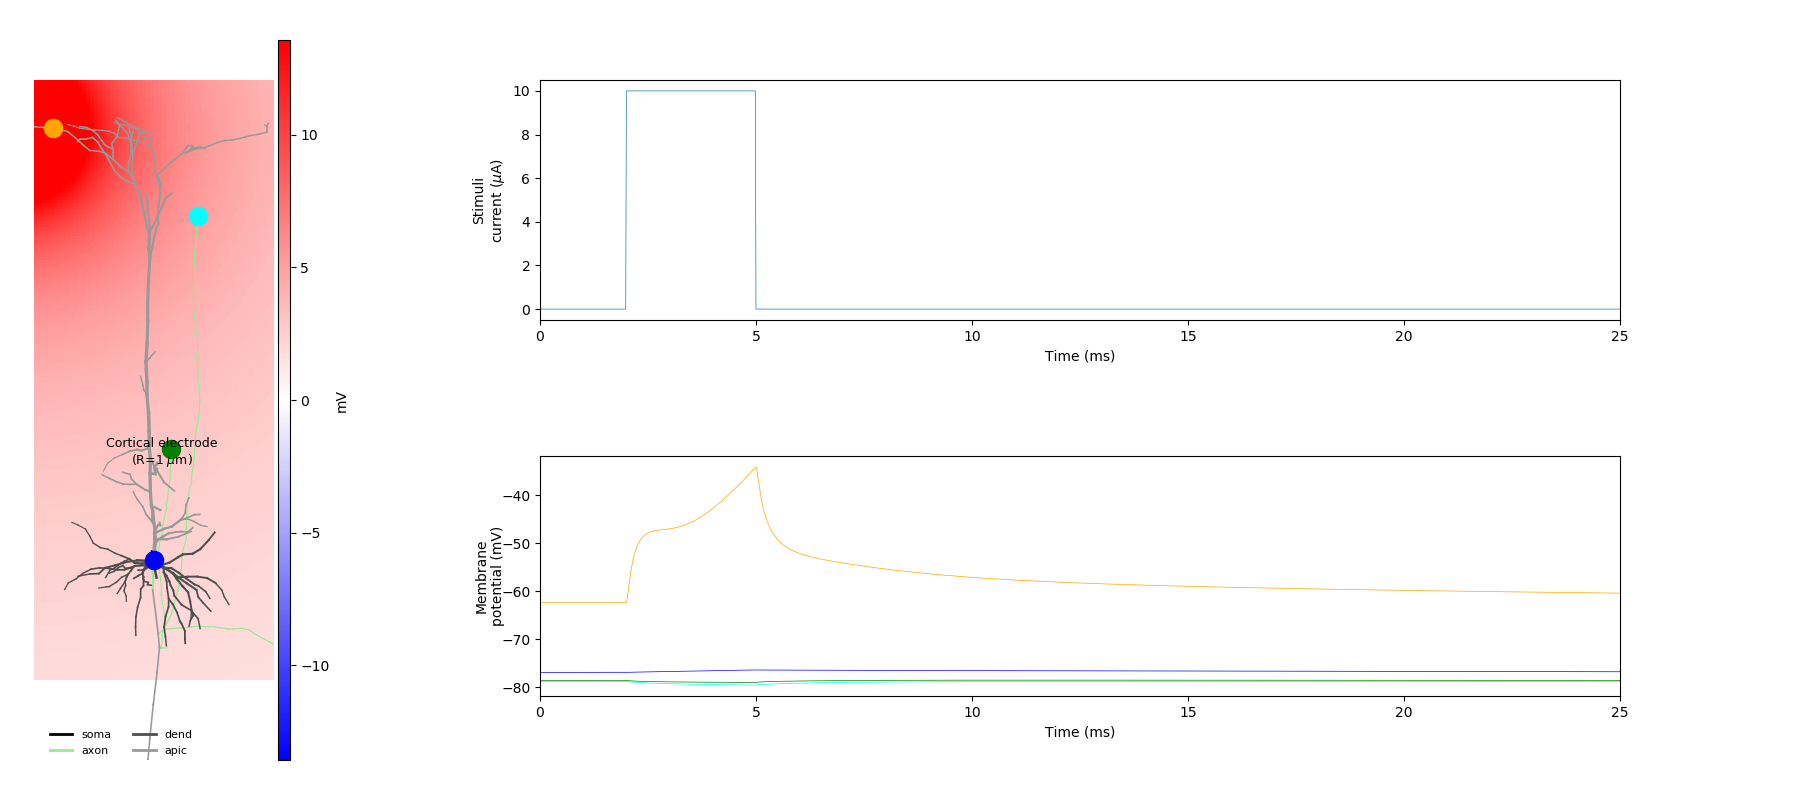 10
5
0
−5
−10
mV
Cortical electrode
(R=1 μm)
soma
axon
dend
apic
Stimuli
current (μA)
10
8
6
4
2
0
0
5
10
15
20
25
Time (ms)
Membrane
potential (mV)
−40
−50
−60
−70
−80
0
5
10
15
20
25
Time (ms)